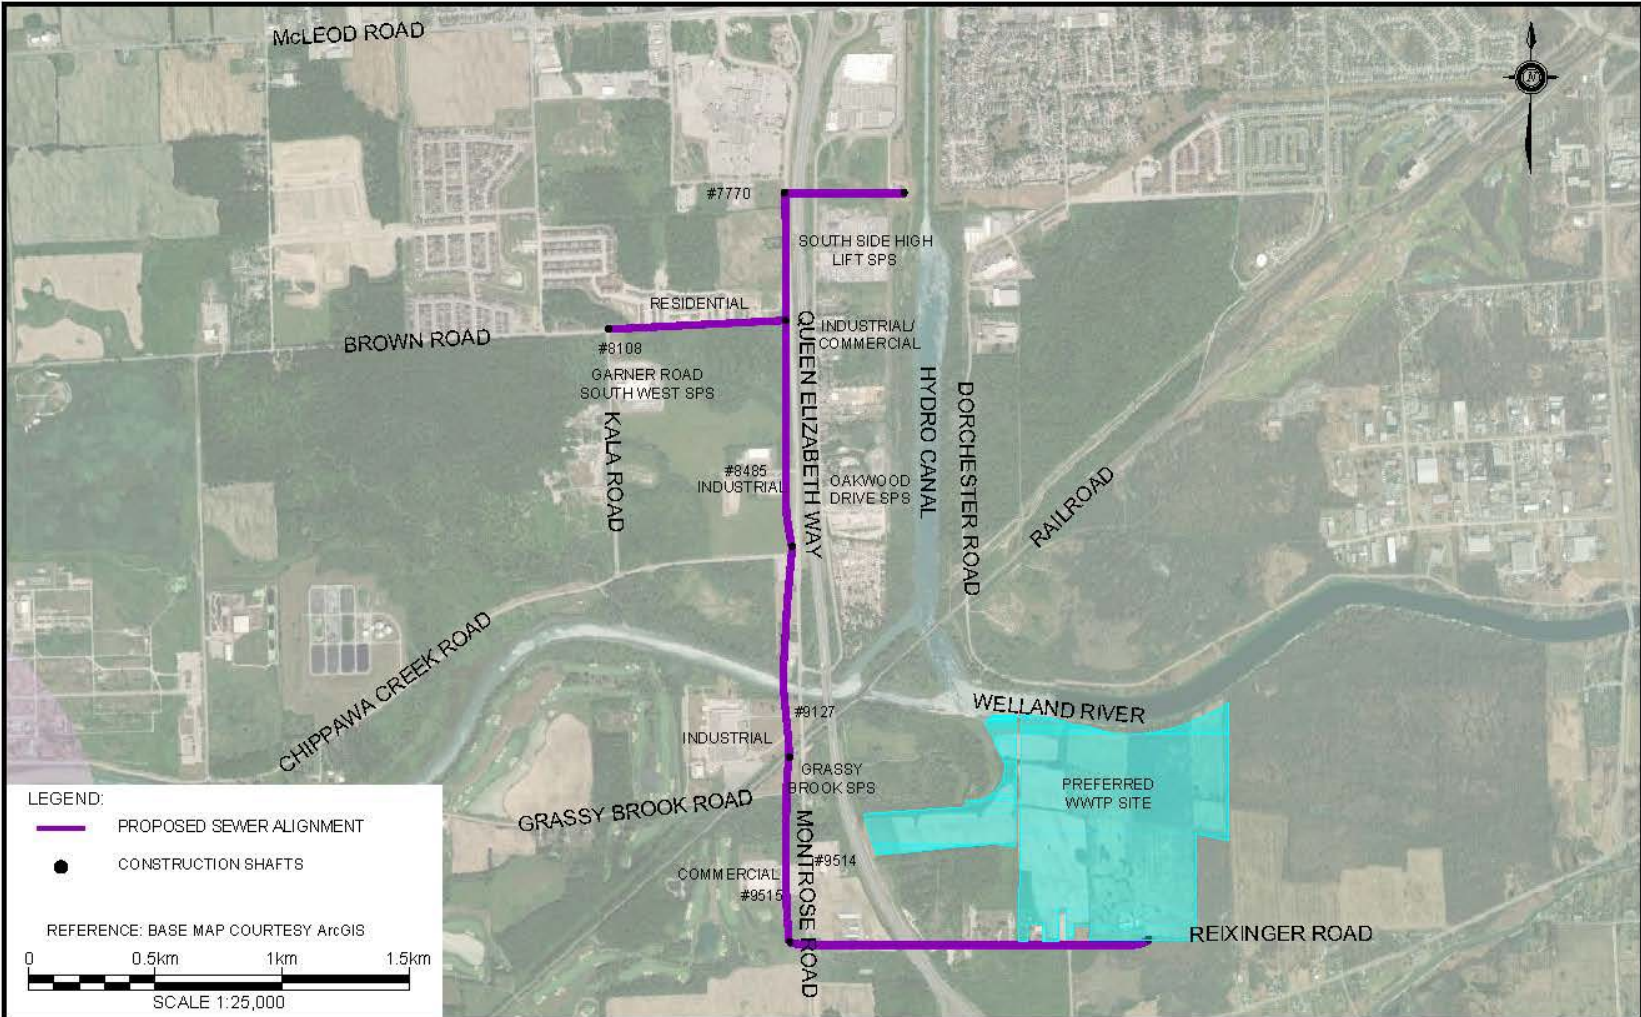 McLEOD ROAD
N
#7770
SOUTH SIDE HIGH
LIFT SPS
RESIDENTIAL
BROWN ROAD
#8108
QUEEN ELIZABETH WAY
INDUSTRIAL/
COMMERCIAL
GARNER ROAD
SOUTH WEST SPS
HYDRO CANAL
DORCHESTER ROAD
KALA ROAD
#8485
INDUSTRIAL
OAKWOOD
DRIVE SPS
RAILROAD
CHIPPAWA CREEK ROAD
WELLAND RIVER
#9127
INDUSTRIAL
GRASSY
BROOK SPS
PREFERRED
WWTP SITE
GRASSY BROOK ROAD
MONTROSE ROAD
#9514
COMMERCIAL
#9515
REIXINGER ROAD
LEGEND:
PROPOSED SEWER ALIGNMENT
CONSTRUCTION SHAFTS
REFERENCE: BASE MAP COURTESY ArcGIS
0 0.5km 1km 1.5km
SCALE 1:25,000